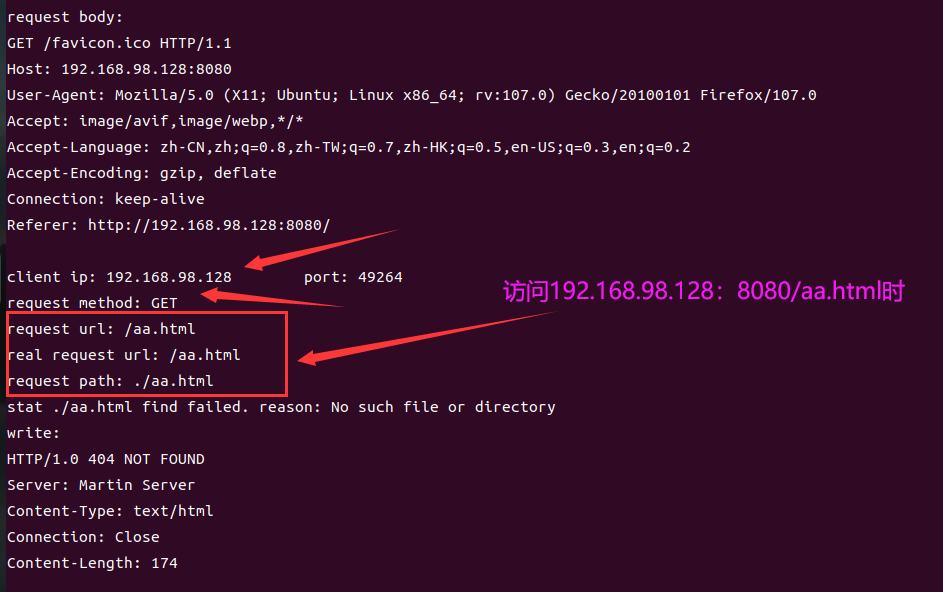 request body:
GET /favicon.ico HTTP/1.1
Host: 192.168.98.128:8080
User-Agent: Mozilla/5.0 (X11; Ubuntu; Linux x86_64; rv:107.0) Gecko/20100101 Firefox/107.0
Accept: image/avif,image/webp,*/*
Accept-Language: zh-CN,zh;q=0.8,zh-TW;q=0.7,zh-HK;q=0.5,en-US;q=0.3,en;q=0.2
Accept-Encoding: gzip, deflate
Connection: keep-alive
Referer: http://192.168.98.128:8080/
client ip: 192.168.98.128        port: 49264
访问192.168.98.128：8080/aa.html时
request method: GET
request url: /aa.html
real request url: /aa.html
request path: ./aa.html
stat ./aa.html find failed. reason: No such file or directory
write:
HTTP/1.0 404 NOT FOUND
Server: Martin Server
Content-Type: text/html
Connection: Close
Content-Length: 174